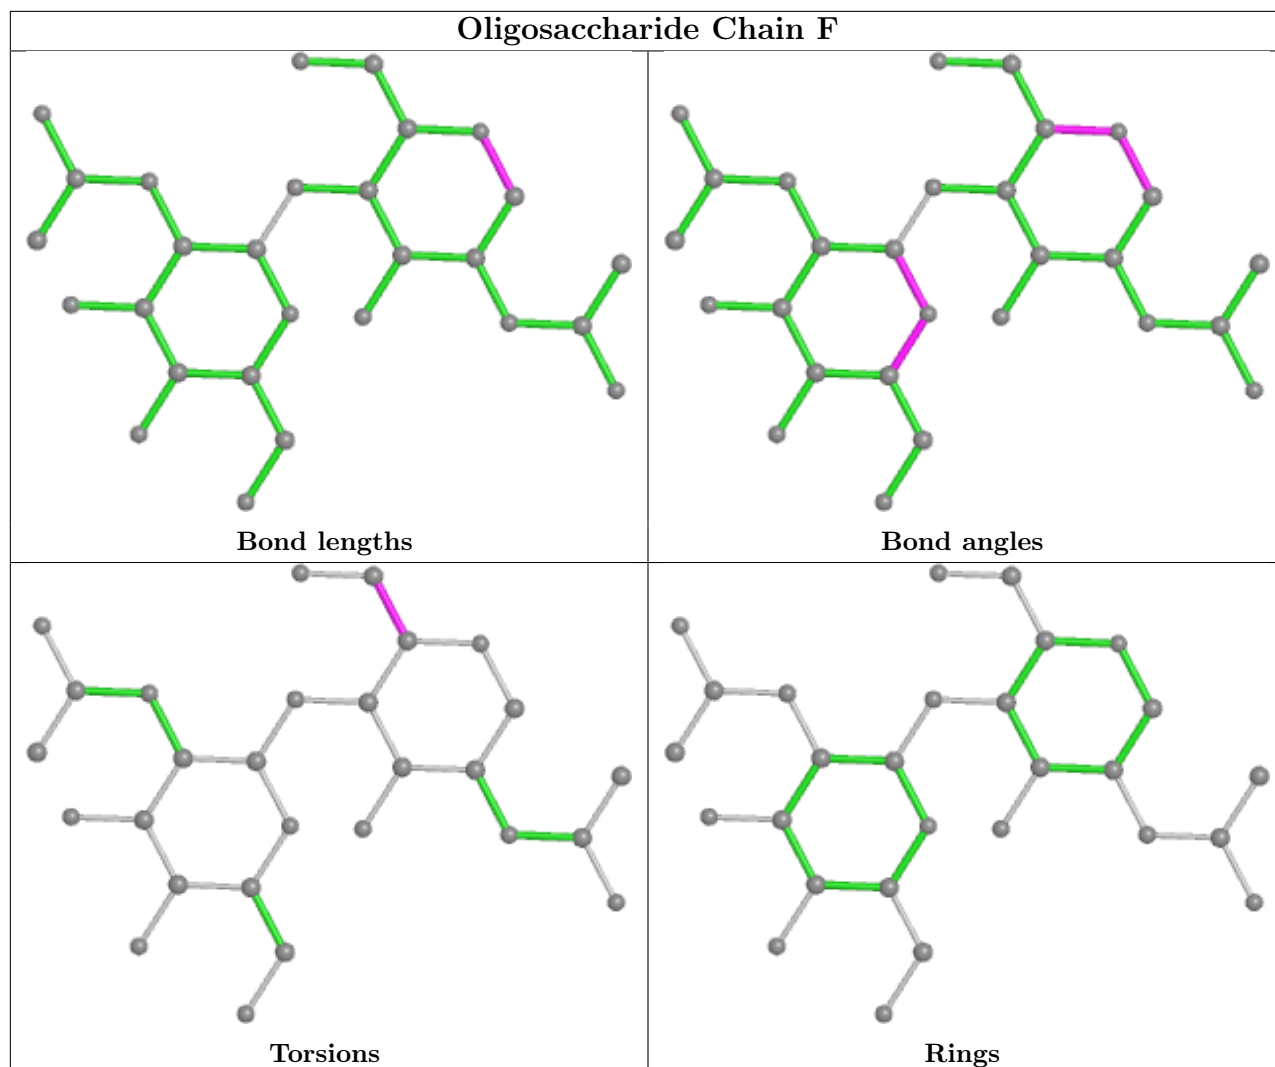 Oligosaccharide Chain F
Bond lengths
Bond angles
Torsions
Rings